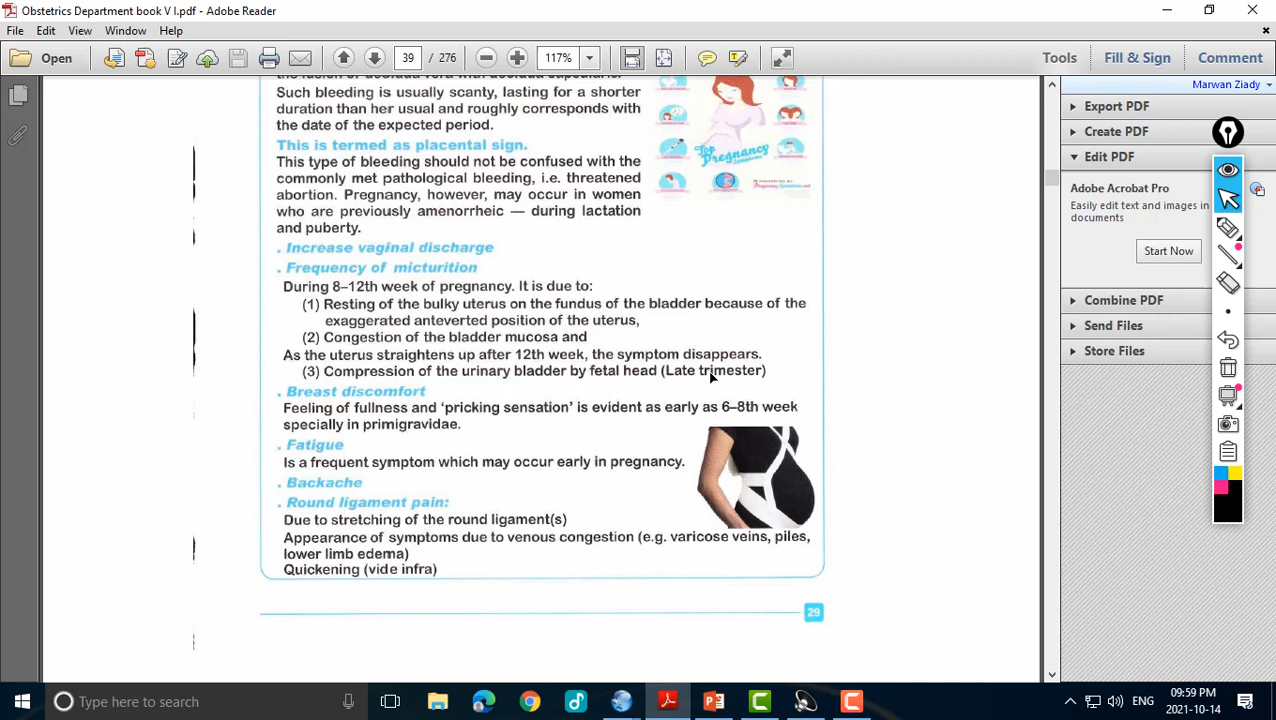 Obstetrics Department book V I.pdf - Adobe Reader
File Edit View Window Help
Open 39 / 276 117% Tools Fill & Sign Comment
Marwan Ziady
Export PDF
Create PDF
Edit PDF
Adobe Acrobat Pro
Easily edit text and images in
documents
Start Now
Combine PDF
Send Files
Store Files
Such bleeding is usually scanty, lasting for a shorter
duration than her usual and roughly corresponds with
the date of the expected period.
This is termed as placental sign.
This type of bleeding should not be confused with the
commonly met pathological bleeding, i.e. threatened
abortion. Pregnancy, however, may occur in women
who are previously amenorrheic — during lactation
and puberty.
Top
Pregnancy
. Increase vaginal discharge
. Frequency of micturition
During 8–12th week of pregnancy. It is due to:
(1) Resting of the bulky uterus on the fundus of the bladder because of the
exaggerated anteverted position of the uterus,
(2) Congestion of the bladder mucosa and
As the uterus straightens up after 12th week, the symptom disappears.
(3) Compression of the urinary bladder by fetal head (Late trimester)
. Breast discomfort
Feeling of fullness and ‘pricking sensation’ is evident as early as 6–8th week
specially in primigravidae.
. Fatigue
Is a frequent symptom which may occur early in pregnancy.
. Backache
. Round ligament pain:
Due to stretching of the round ligament(s)
Appearance of symptoms due to venous congestion (e.g. varicose veins, piles,
lower limb edema)
Quickening (vide infra)
29
Type here to search
ENG
09:59 PM
2021-10-14